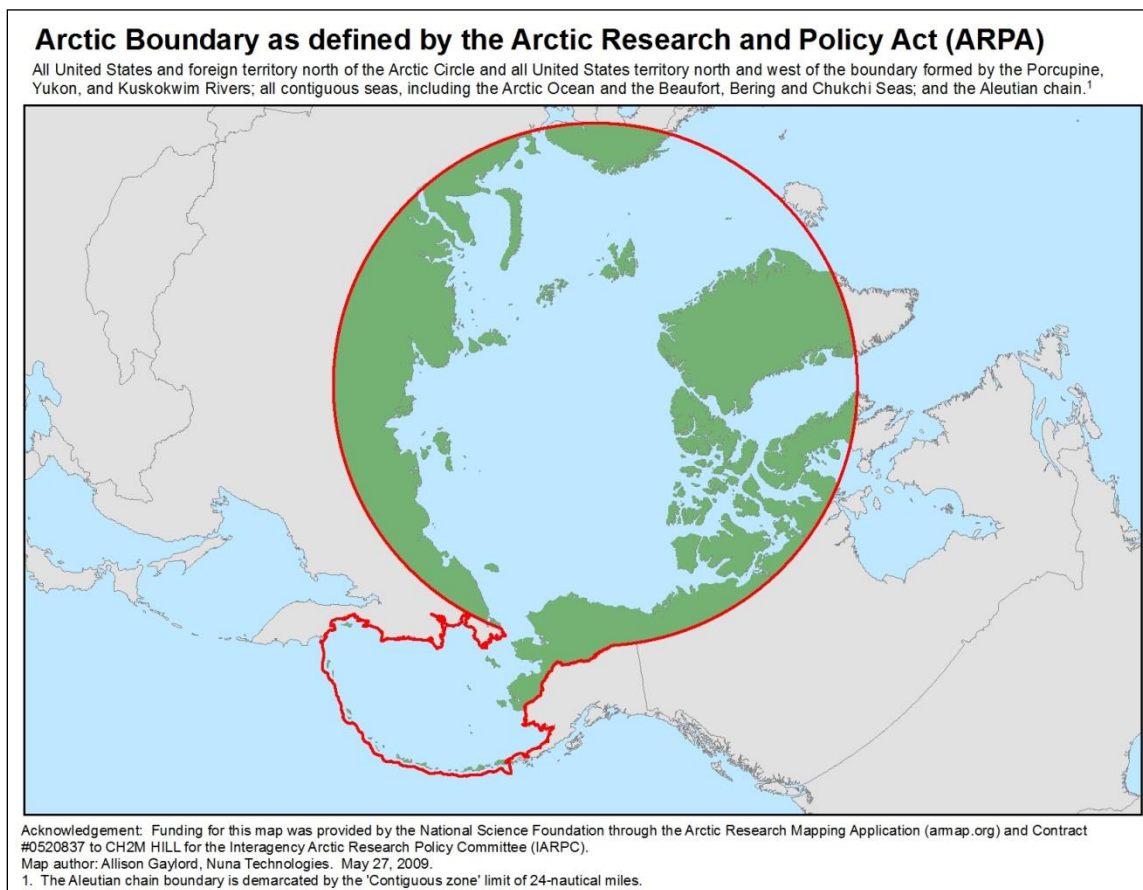 Arctic Boundary as defined by the Arctic Research and Policy Act (ARPA)
All United States and foreign territory north of the Arctic Circle and all United States territory north and west of the boundary formed by the Porcupine,
Yukon, and Kuskokwim Rivers; all contiguous seas, including the Arctic Ocean and the Beaufort, Bering and Chukchi Seas; and the Aleutian chain.¹
Acknowledgement: Funding for this map was provided by the National Science Foundation through the Arctic Research Mapping Application (armap.org) and Contract
#0520837 to CH2M HILL for the Interagency Arctic Research Policy Committee (IARPC).
Map author: Allison Gaylord, Nuna Technologies. May 27, 2009.
1. The Aleutian chain boundary is demarcated by the 'Contiguous zone' limit of 24-nautical miles.